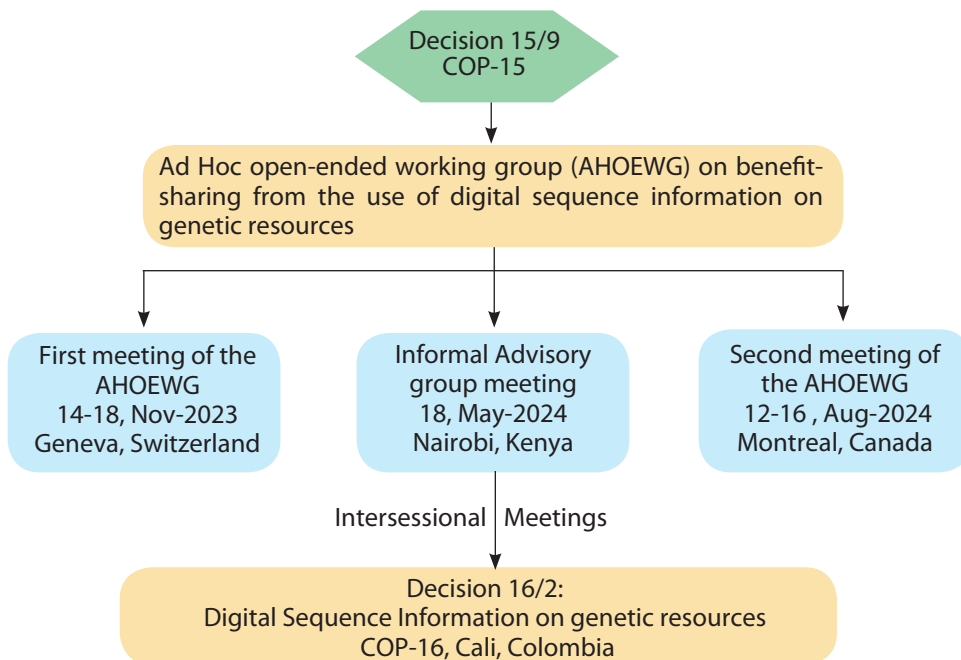 Decision 15/9
COP-15
Ad Hoc open-ended working group (AHOEWG) on benefit-
sharing from the use of digital sequence information on
genetic resources
First meeting of the
AHOEWG
14-18, Nov-2023
Geneva, Switzerland
Informal Advisory
group meeting
18, May-2024
Nairobi, Kenya
Second meeting of
the AHOEWG
12-16 , Aug-2024
Montreal, Canada
Intersessional Meetings
Decision 16/2:
Digital Sequence Information on genetic resources
COP-16, Cali, Colombia